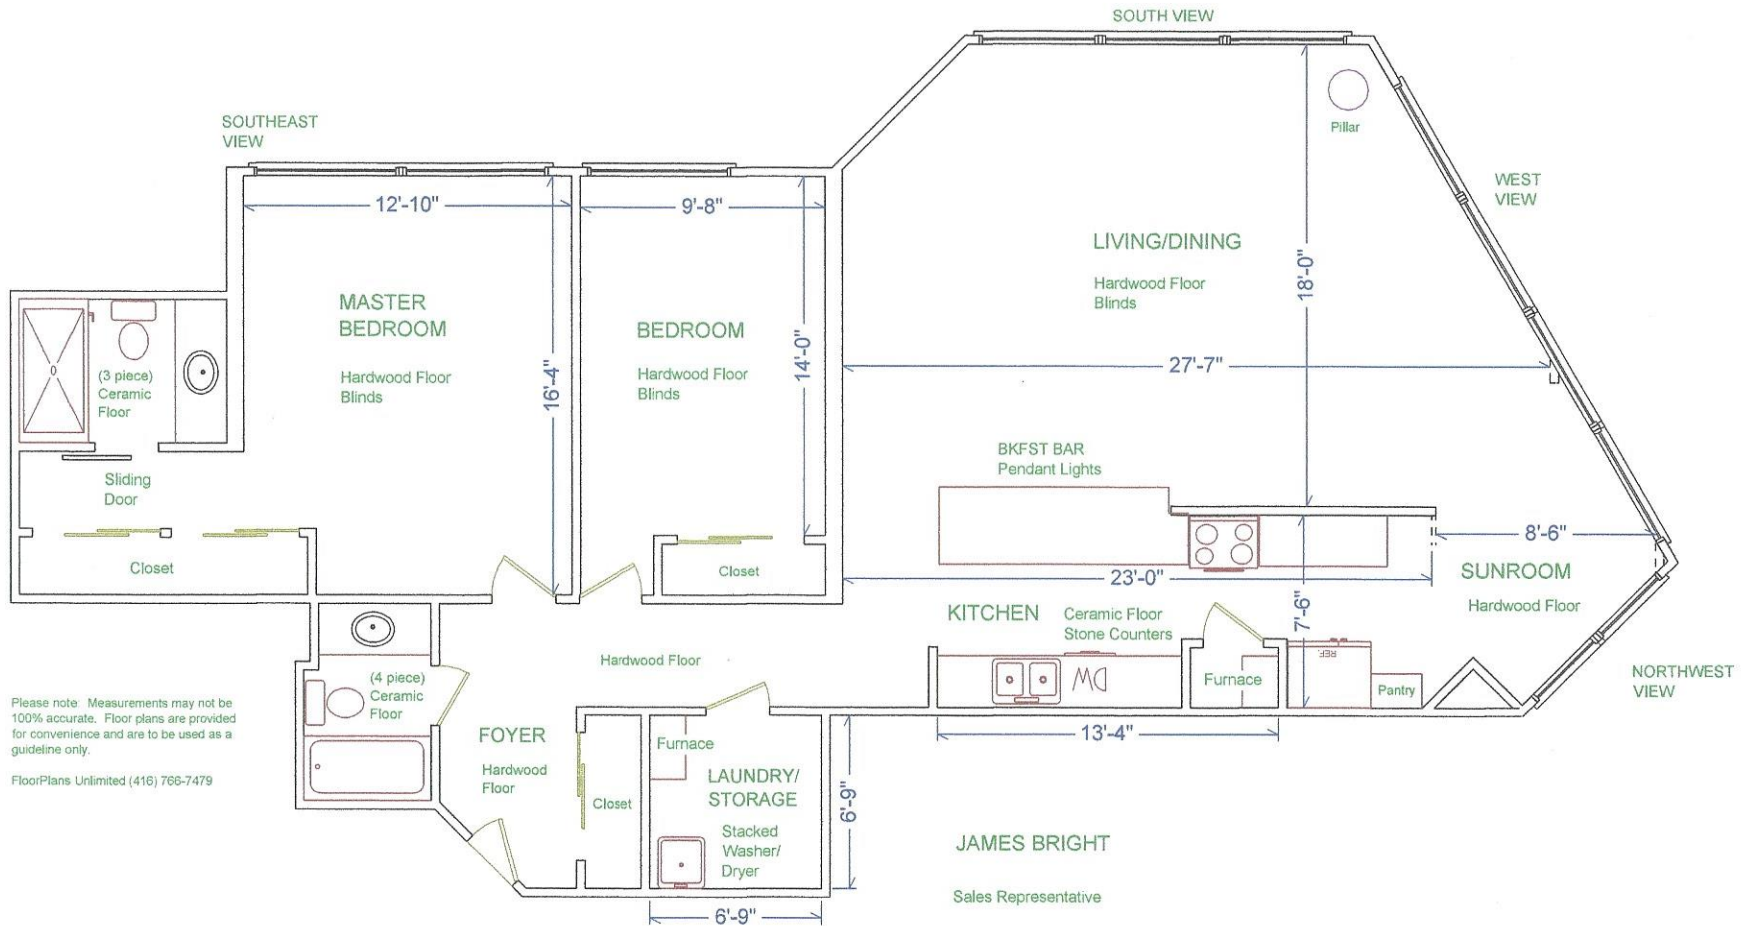 SOUTH VIEW
SOUTHEAST
VIEW
Pillar
WEST
VIEW
12'-10"
9'-8"
LIVING/DINING
Hardwood Floor
Blinds
18'-0"
MASTER
BEDROOM
Hardwood Floor
Blinds
16'-4"
BEDROOM
Hardwood Floor
Blinds
14'-0"
27'-7"
(3 piece)
Ceramic
Floor
Sliding
Door
BKFST BAR
Pendant Lights
8'-6"
Closet
Closet
23'-0"
SUNROOM
Hardwood Floor
KITCHEN
Ceramic Floor
Stone Counters
7'-6"
REF.
DW
Furnace
Pantry
NORTHWEST
VIEW
Hardwood Floor
(4 piece)
Ceramic
Floor
Please note: Measurements may not be
100% accurate. Floor plans are provided
for convenience and are to be used as a
guideline only.
FloorPlans Unlimited (416) 766-7479
FOYER
Hardwood
Floor
Closet
Furnace
LAUNDRY/
STORAGE
Stacked
Washer/
Dryer
6'-9"
6'-9"
13'-4"
JAMES BRIGHT
Sales Representative